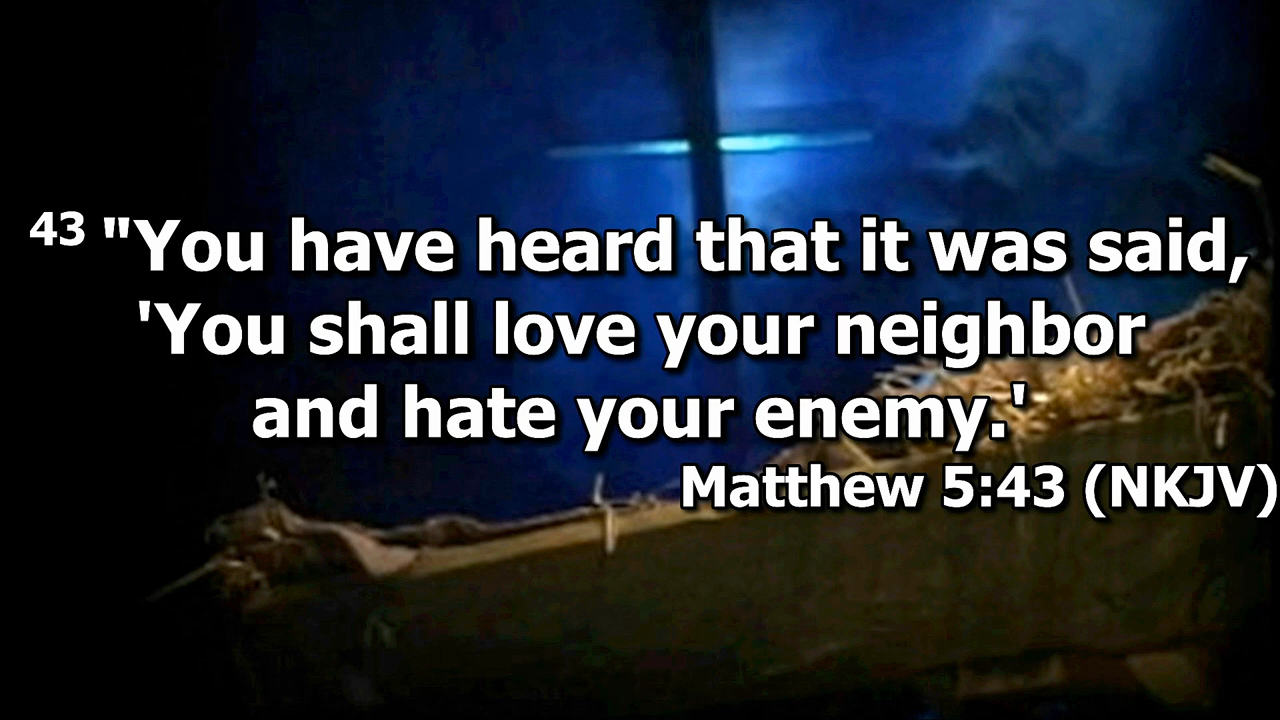 43 "You have heard that it was said,
'You shall love your neighbor
and hate your enemy.'
Matthew 5:43 (NKJV)